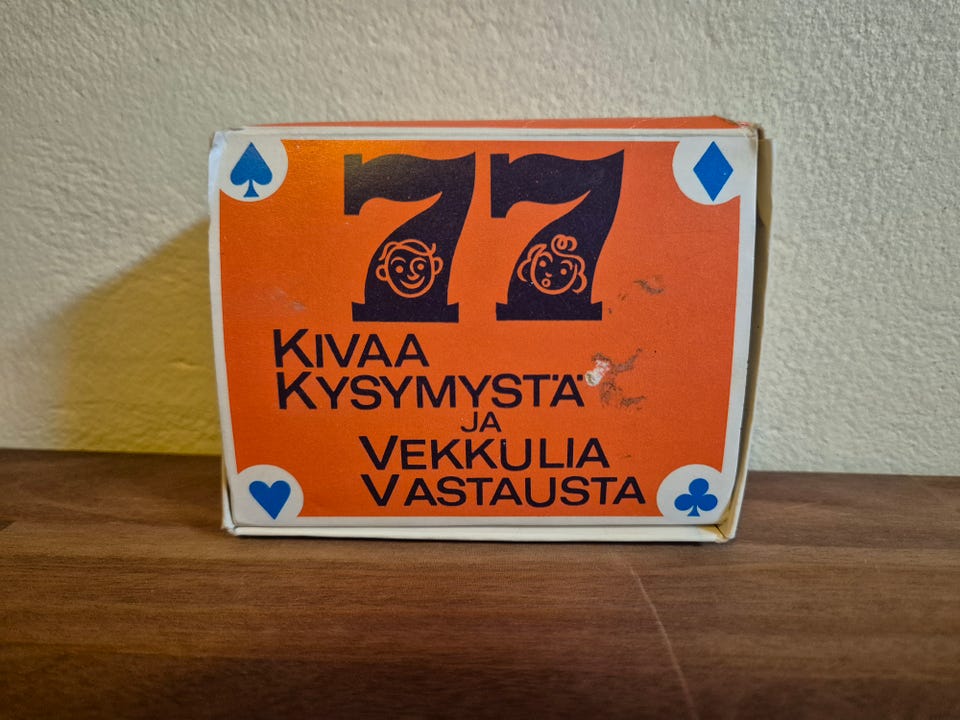 77
KIVAA
KYSYMYSTÄ
JA
VEKKULIA
VASTAUSTA